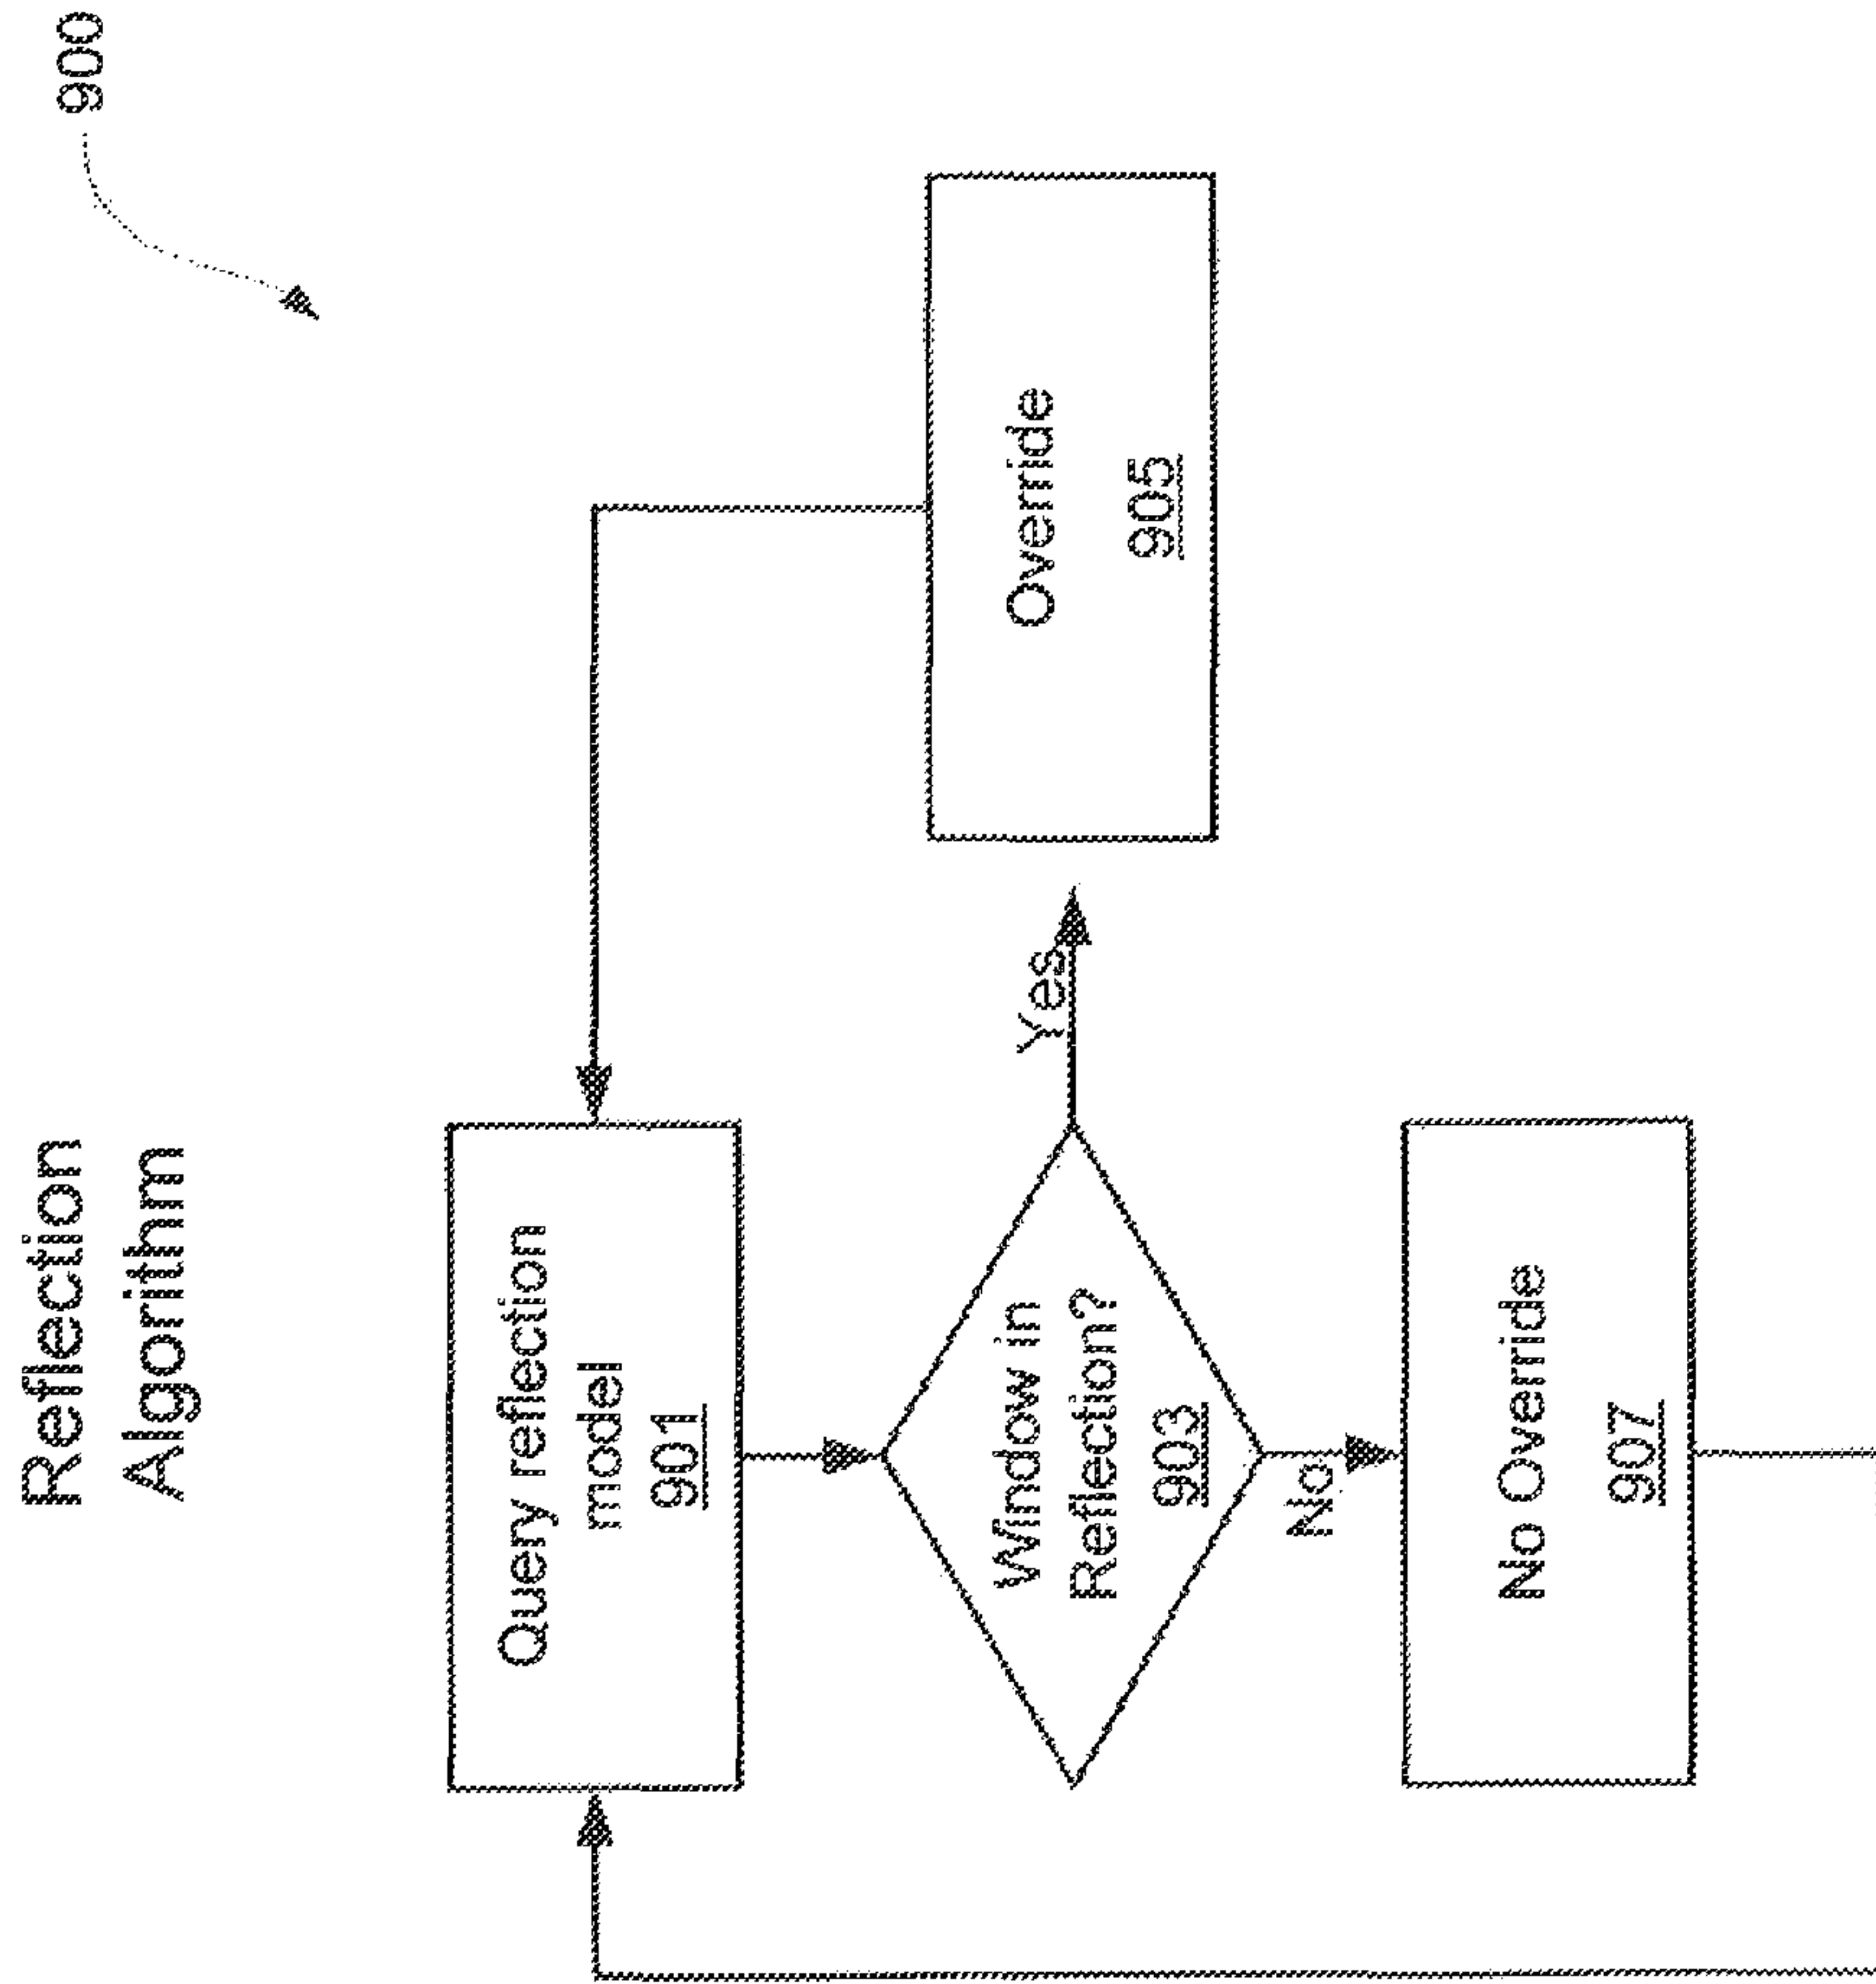 Reflection
Algorithm
900
Query reflection
model
901
Window in
Reflection?
903
Yes
Override
905
No
No Override
907